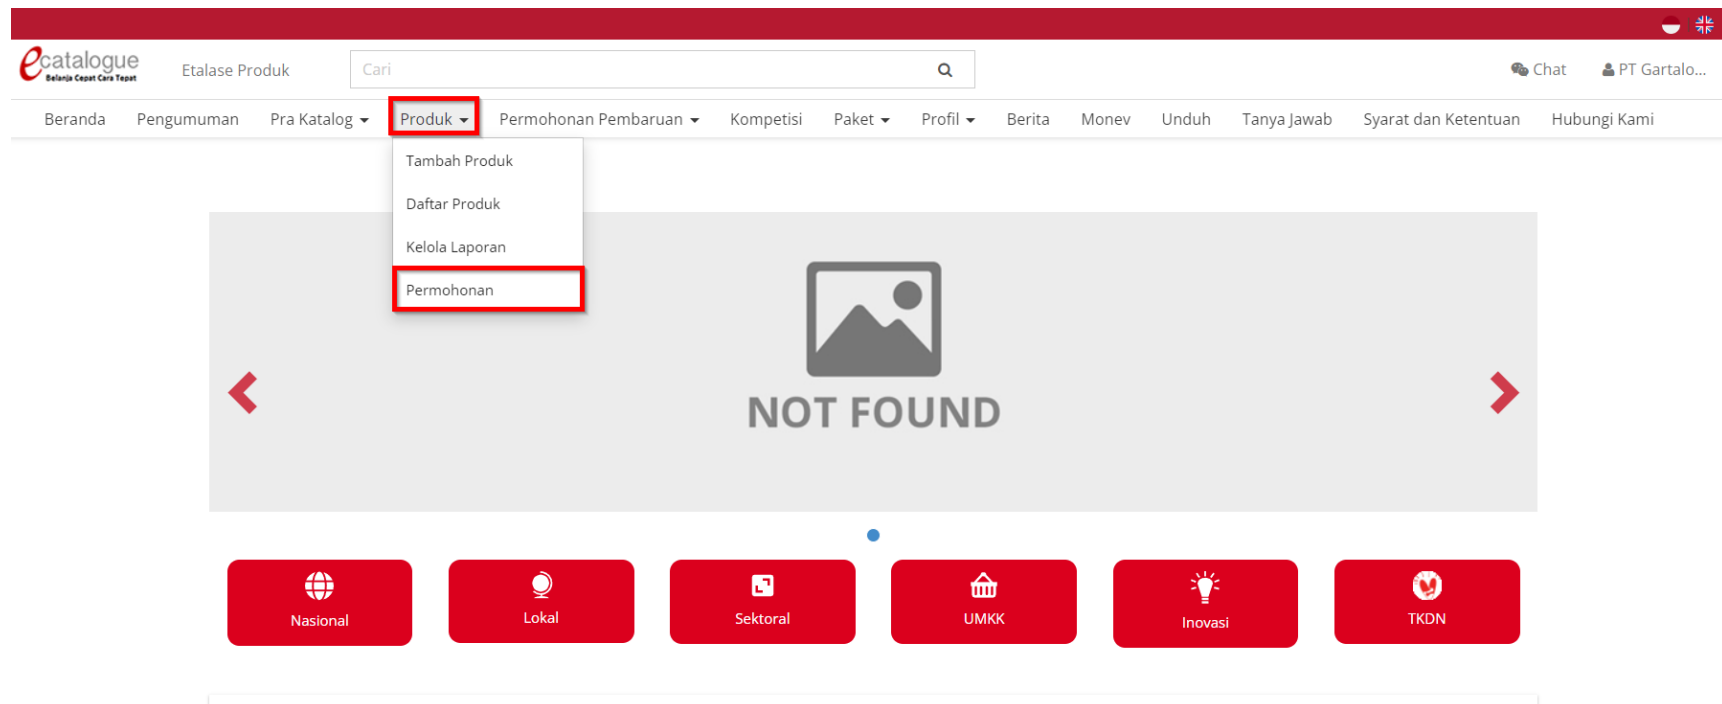 ecatalogue
Belanja Cepat Cara Tepat
Etalase Produk
Cari
Chat
PT Gartalo...
Beranda
Pengumuman
Pra Katalog
Produk
Permohonan Pembaruan
Kompetisi
Paket
Profil
Berita
Monev
Unduh
Tanya Jawab
Syarat dan Ketentuan
Hubungi Kami
Tambah Produk
Daftar Produk
Kelola Laporan
Permohonan
NOT FOUND
Nasional
Lokal
Sektoral
UMKK
Inovasi
TKDN